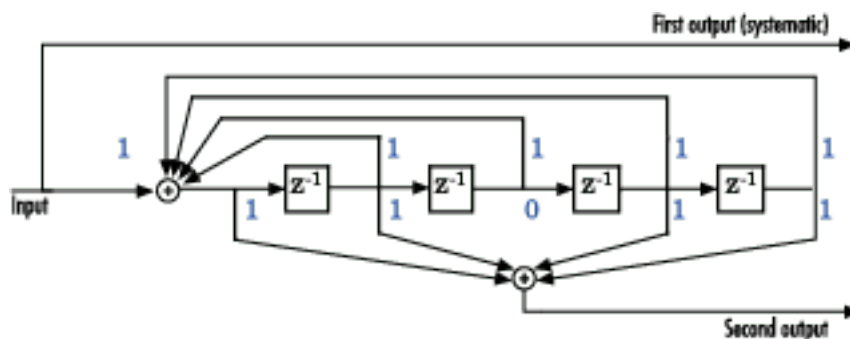 First output (systematic)
1 1 1 1 1
Input
z-1 z-1 z-1 z-1
1 1 0 1 1
Second output